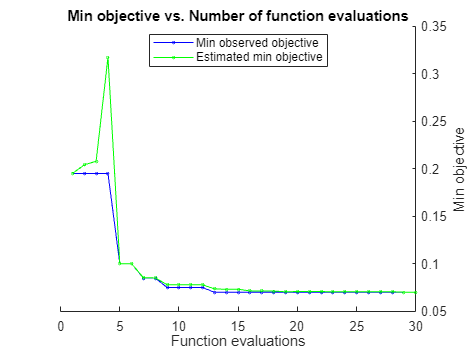 Min objective vs. Number of function evaluations
Min observed objective
Estimated min objective
0.35
0.3
0.25
0.2
0.15
0.1
0.05
Min objective
0 5 10 15 20 25 30
Function evaluations